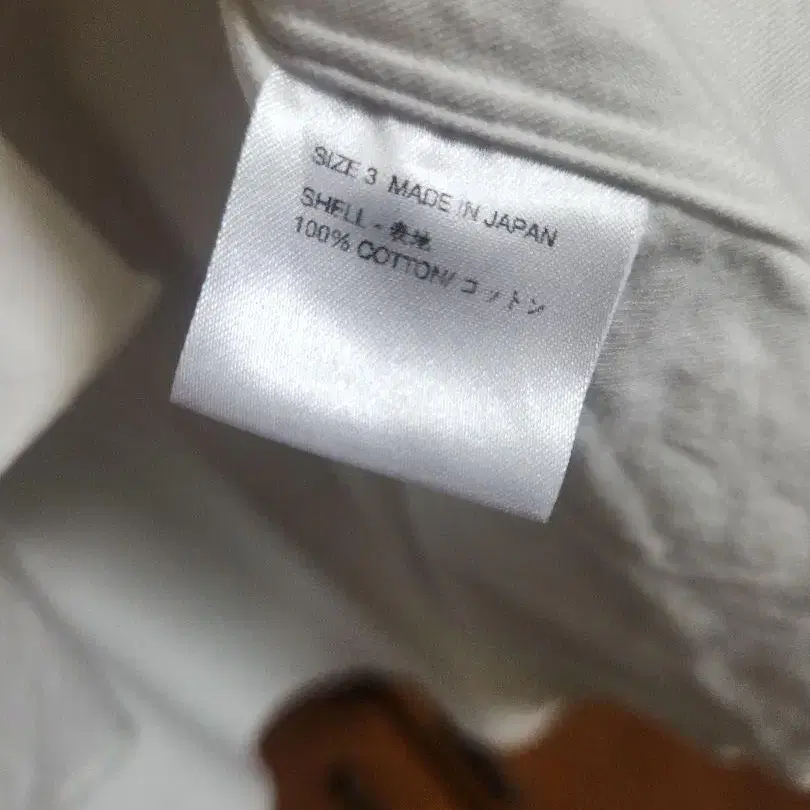 SIZE 3 MADE IN JAPAN
SHELL - 表地
100% COTTON/ コットン